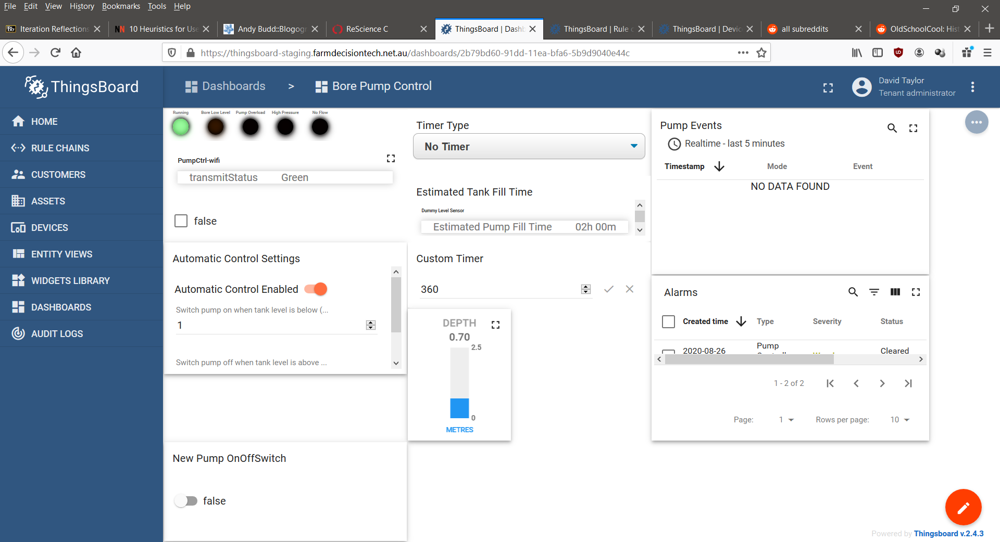 File Edit View History Bookmarks Tools Help
Bb Iteration Reflections
NN 10 Heuristics for Use
Andy Budd::Blogogr
ReScience C
ThingsBoard | Dashb
ThingsBoard | Rule c
ThingsBoard | Devic
all subreddits
OldSchoolCool: Hist
https://thingsboard-staging.farmdecisiontech.net.au/dashboards/2b79bd60-91dd-11ea-bfa6-5b9d9040e44c
ThingsBoard
Dashboards > Bore Pump Control
David Taylor
Tenant administrator
HOME
RULE CHAINS
CUSTOMERS
ASSETS
DEVICES
ENTITY VIEWS
WIDGETS LIBRARY
DASHBOARDS
AUDIT LOGS
Running Bore Low Level Pump Overload High Pressure No Flow
PumpCtrl-wifi
transmitStatus Green
false
Automatic Control Settings
Automatic Control Enabled
Switch pump on when tank level is below (...
1
Switch pump off when tank level is above ...
New Pump OnOffSwitch
false
Timer Type
No Timer
Estimated Tank Fill Time
Dummy Level Sensor
Estimated Pump Fill Time 02h 00m
Custom Timer
360
DEPTH
0.70
2.5
0
METRES
Pump Events
Realtime - last 5 minutes
Timestamp Mode Event
NO DATA FOUND
Alarms
Created time Type Severity Status
2020-08-26 Pump Cleared
1 - 2 of 2
Page: 1 Rows per page: 10
Powered by Thingsboard v.2.4.3